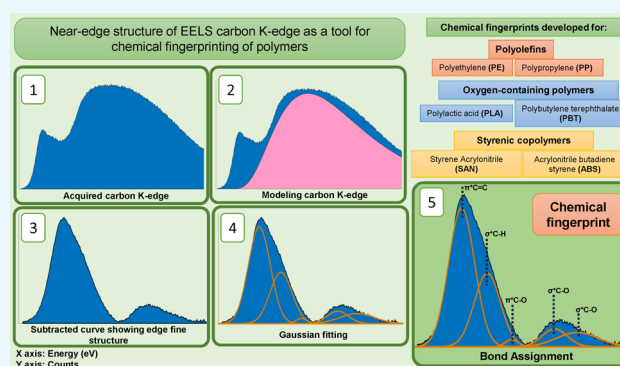 Near-edge structure of EELS carbon K-edge as a tool for
chemical fingerprinting of polymers
1
Acquired carbon K-edge
2
Modeling carbon K-edge
3
Subtracted curve showing edge fine
structure
4
Gaussian fitting
X axis: Energy (eV)
Y axis: Counts
Chemical fingerprints developed for:
Polyolefins
Polyethylene (PE)
Polypropylene (PP)
Oxygen-containing polymers
Polylactic acid (PLA)
Polybutylene terephthalate
(PBT)
Styrenic copolymers
Styrene Acrylonitrile
(SAN)
Acrylonitrile butadiene
styrene (ABS)
5
Chemical
fingerprint
π*C=C
σ*C-H
π*C-O
σ*C-O
σ*C-O
Bond Assignment